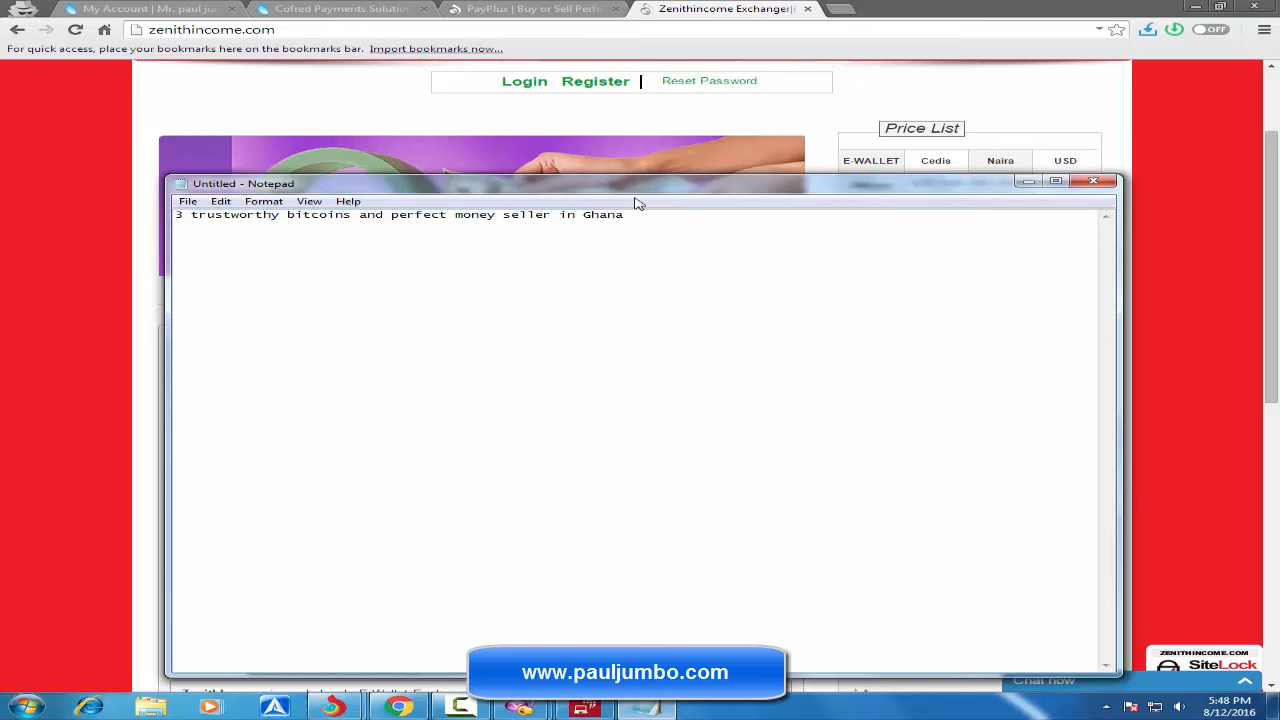 My Account | Mr. paul ju
Cofred Payments Solutio
PayPlus | Buy or Sell Perfe
Zenithincome Exchanger|
zenithincome.com
OFF
For quick access, place your bookmarks here on the bookmarks bar. Import bookmarks now...
Login Register | Reset Password
Price List
E-WALLET Cedis Naira USD
Untitled - Notepad
File Edit Format View Help
3 trustworthy bitcoins and perfect money seller in Ghana
www.pauljumbo.com
ZENITHINCOME.COM
SiteLock
Chat now
5:48 PM
8/12/2016